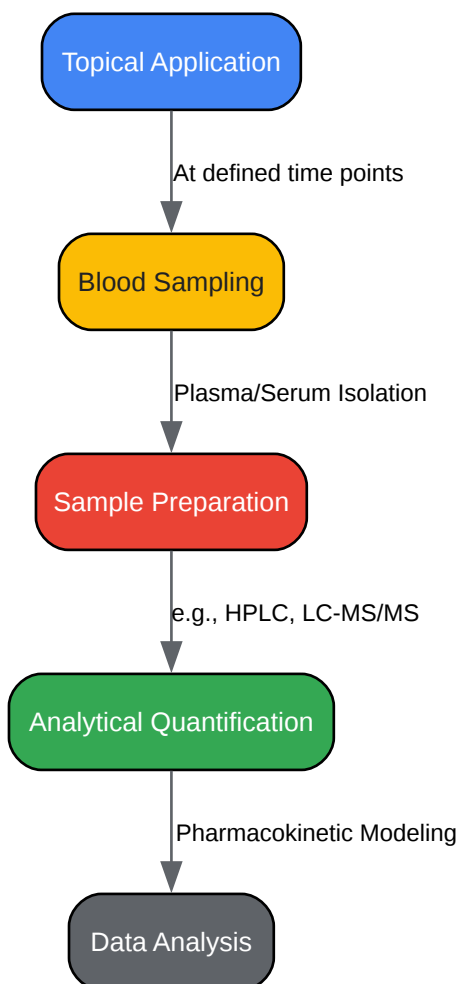 Topical Application
At defined time points
Blood Sampling
Plasma/Serum Isolation
Sample Preparation
e.g., HPLC, LC-MS/MS
Analytical Quantification
Pharmacokinetic Modeling
Data Analysis